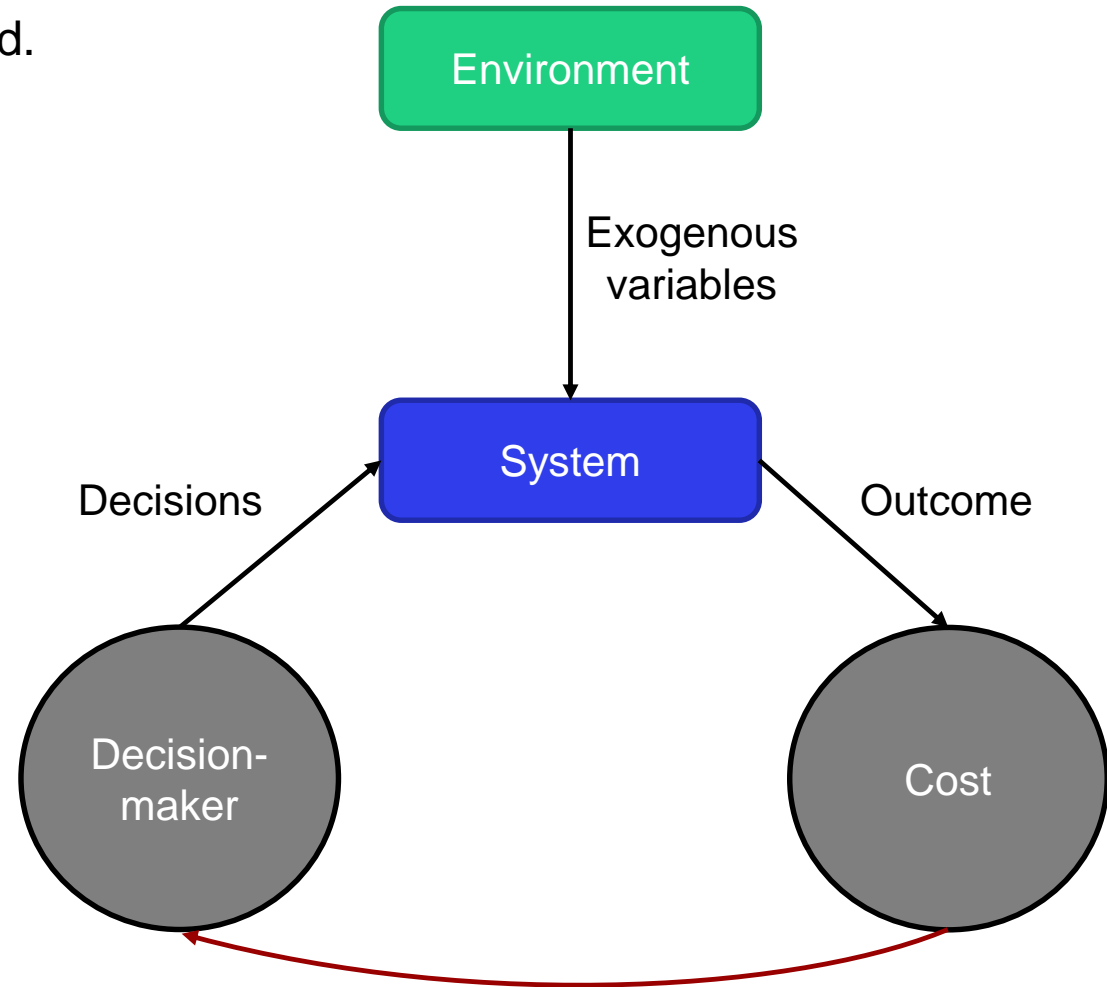 d.
Environment
Exogenous
variables
System
Decisions
Outcome
Decision-
maker
Cost